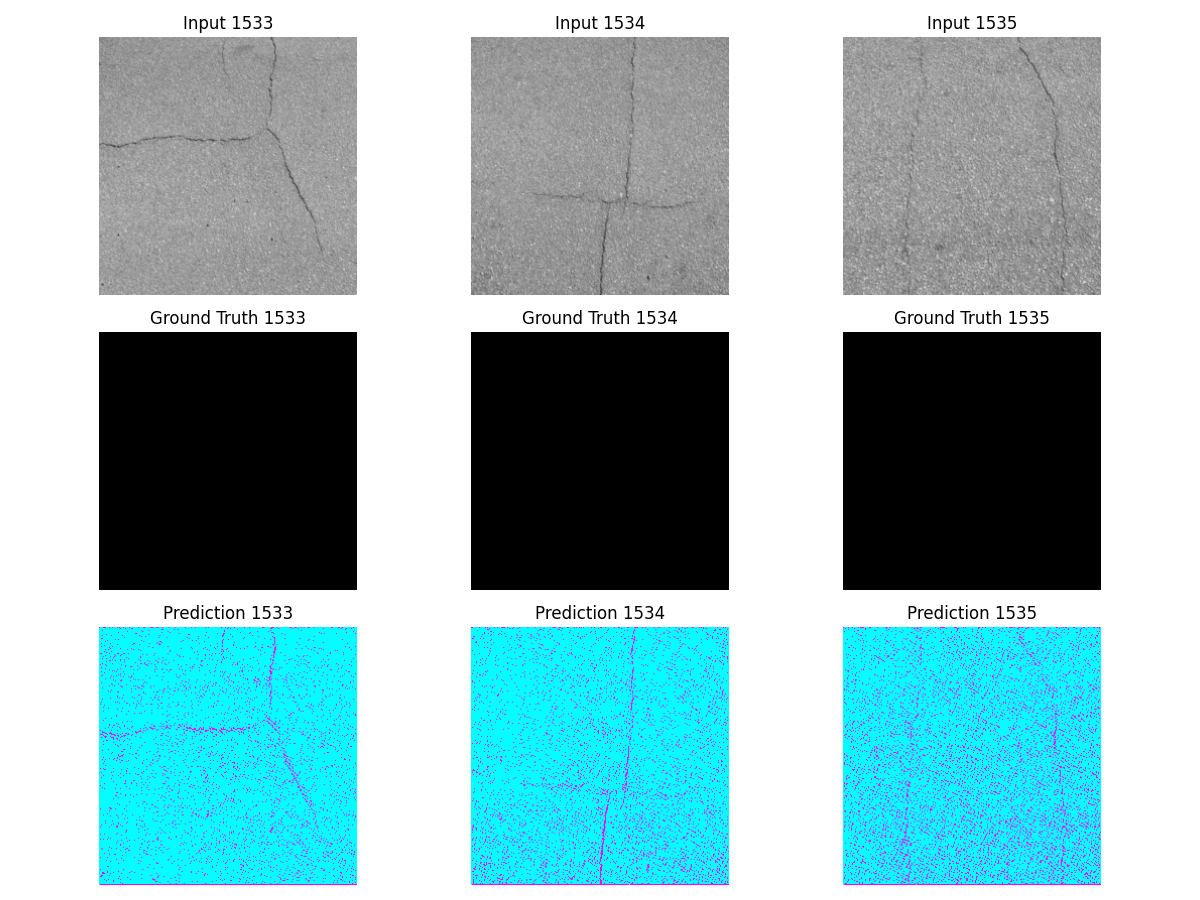 Input 1533
Input 1534
Input 1535
Ground Truth 1533
Ground Truth 1534
Ground Truth 1535
Prediction 1533
Prediction 1534
Prediction 1535